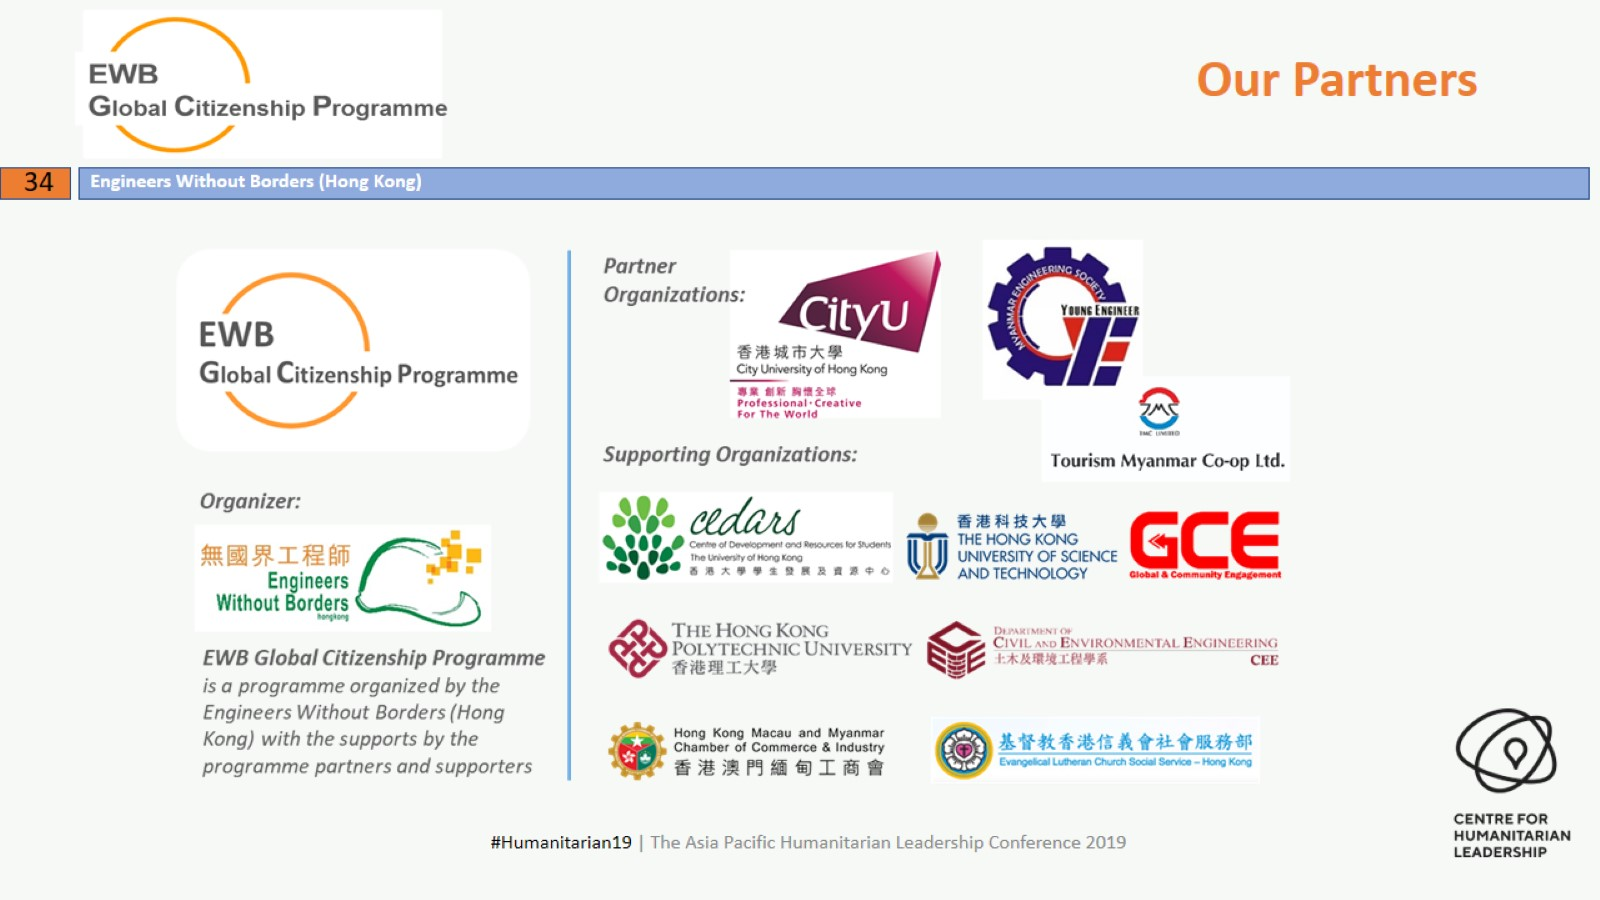 EWB
Global Citizenship Programme
Our Partners
34
Engineers Without Borders (Hong Kong)
EWB
Global Citizenship Programme
Organizer:
無國界工程師
Engineers
Without Borders
hongkong
EWB Global Citizenship Programme
is a programme organized by the
Engineers Without Borders (Hong
Kong) with the supports by the
programme partners and supporters
Partner
Organizations:
CityU
香港城市大學
City University of Hong Kong
專業 創新 胸懷全球
Professional·Creative
For The World
MYANMAR ENGINEERING SOCIETY
YOUNG ENGINEER
YE
TMC LIMITED
Tourism Myanmar Co-op Ltd.
Supporting Organizations:
cedars
Centre of Development and Resources for Students
The University of Hong Kong
香港大學學生發展及資源中心
香港科技大學
THE HONG KONG
UNIVERSITY OF SCIENCE
AND TECHNOLOGY
GCE
Global & Community Engagement
THE HONG KONG
POLYTECHNIC UNIVERSITY
香港理工大學
DEPARTMENT OF
CIVIL AND ENVIRONMENTAL ENGINEERING
土木及環境工程學系
CEE
Hong Kong Macau and Myanmar
Chamber of Commerce & Industry
香港澳門緬甸工商會
基督教香港信義會社會服務部
Evangelical Lutheran Church Social Service – Hong Kong
#Humanitarian19 | The Asia Pacific Humanitarian Leadership Conference 2019
CENTRE FOR
HUMANITARIAN
LEADERSHIP